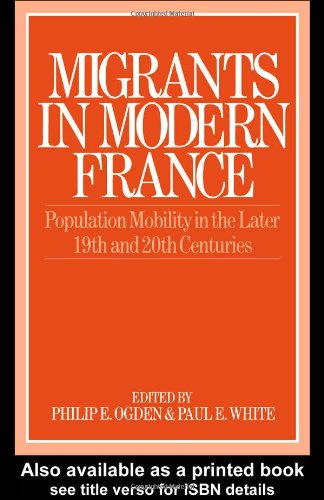 MIGRANTS
IN MODERN
FRANCE
Population Mobility in the Later
19th and 20th Centuries
EDITED BY
PHILIP E. OGDEN & PAUL E. WHITE
Also available as a printed book
see title verso for ISBN details